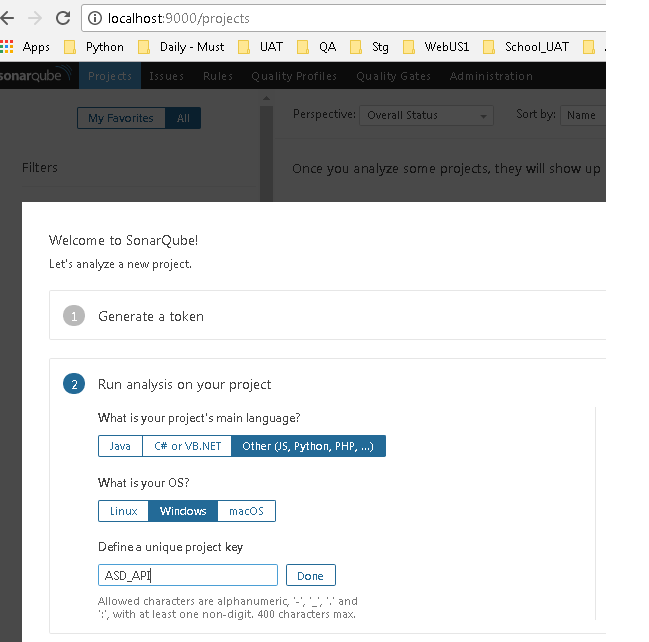 localhost:9000/projects
Apps Python Daily - Must UAT QA Stg WebUS1 School_UAT
sonarqube Projects Issues Rules Quality Profiles Quality Gates Administration
My Favorites All Perspective: Overall Status Sort by: Name
Filters Once you analyze some projects, they will show up
Welcome to SonarQube!
Let's analyze a new project.
1 Generate a token
2 Run analysis on your project
What is your project's main language?
Java C# or VB.NET Other (JS, Python, PHP, ...)
What is your OS?
Linux Windows macOS
Define a unique project key
ASD_API Done
Allowed characters are alphanumeric, '-', '_', '.' and
':', with at least one non-digit. 400 characters max.